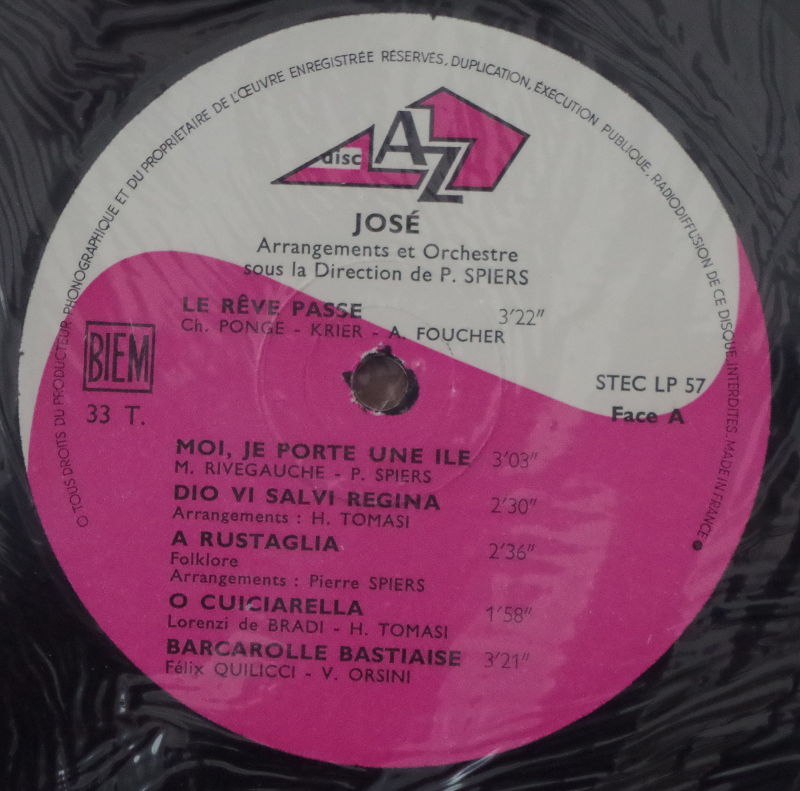 O TOUS DROITS DU PRODUCTEUR PHONOGRAPHIQUE ET DU PROPRIETAIRE DE L'ŒUVRE ENREGISTRÉE RÉSERVÉS, DUPLICATION, ÉXÉCUTION PUBLIQUE, RADIODIFFUSION DE CE DISQUE INTERDITES. MADE IN FRANCE ●
disc AZ
JOSÉ
Arrangements et Orchestre
sous la Direction de P. SPIERS
LE RÊVE PASSE 3'22"
Ch. PONGE - KRIER - A. FOUCHER
BIEM
33 T.
STEC LP 57
Face A
MOI, JE PORTE UNE ILE 3'03"
M. RIVEGAUCHE - P. SPIERS
DIO VI SALVI REGINA 2'30"
Arrangements : H. TOMASI
A RUSTAGLIA 2'36"
Folklore
Arrangements : Pierre SPIERS
O CUICIARELLA 1'58"
Lorenzi de BRADI - H. TOMASI
BARCAROLLE BASTIAISE 3'21"
Félix QUILICCI - V. ORSINI